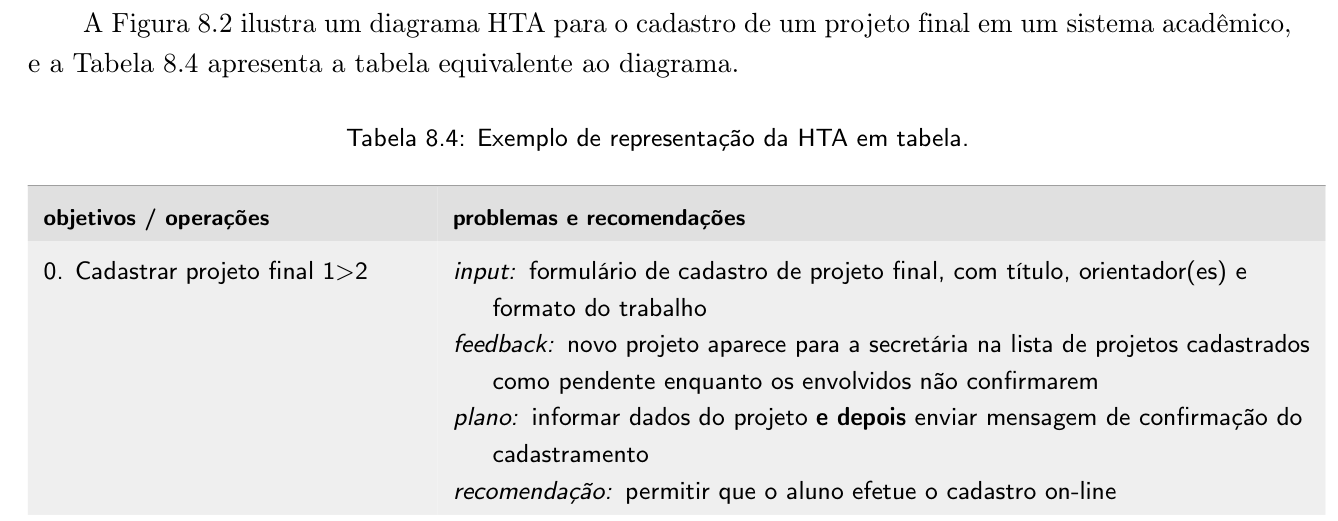 A Figura 8.2 ilustra um diagrama HTA para o cadastro de um projeto final em um sistema acadêmico,
e a Tabela 8.4 apresenta a tabela equivalente ao diagrama.
Tabela 8.4: Exemplo de representação da HTA em tabela.
objetivos / operações problemas e recomendações
0. Cadastrar projeto final 1>2 input: formulário de cadastro de projeto final, com título, orientador(es) e
formato do trabalho
feedback: novo projeto aparece para a secretária na lista de projetos cadastrados
como pendente enquanto os envolvidos não confirmarem
plano: informar dados do projeto e depois enviar mensagem de confirmação do
cadastramento
recomendação: permitir que o aluno efetue o cadastro on-line